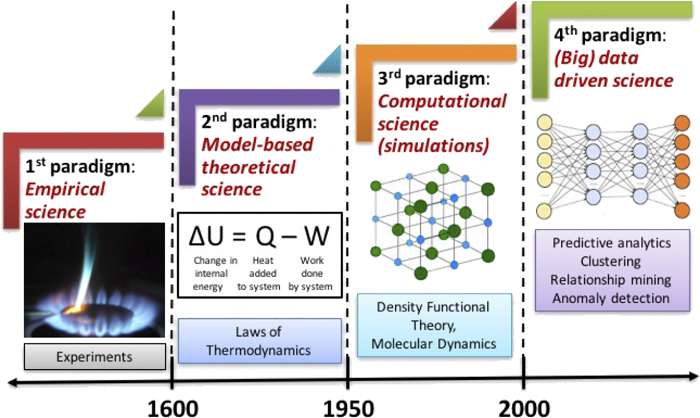 1st paradigm:
Empirical
science
Experiments
2nd paradigm:
Model-based
theoretical
science
ΔU = Q – W
Change in
internal
energy
Heat
added
to system
Work
done
by system
Laws of
Thermodynamics
3rd paradigm:
Computational
science
(simulations)
Density Functional
Theory,
Molecular Dynamics
4th paradigm:
(Big) data
driven science
Predictive analytics
Clustering
Relationship mining
Anomaly detection
1600
1950
2000